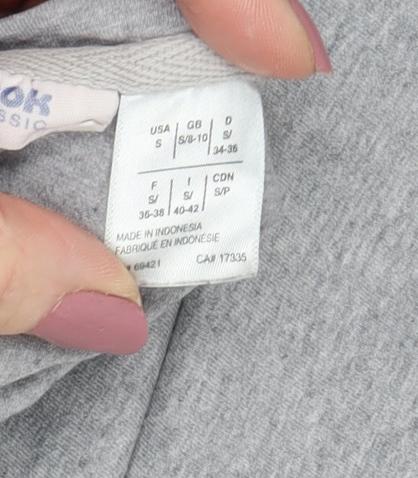 OK
SSIC
USA GB D
S S/8-10 S/
34-36
F I CDN
S/ S/ S/P
36-38 40-42
MADE IN INDONESIA
FABRIQUÉ EN INDONÉSIE
# 69421 CA# 17335